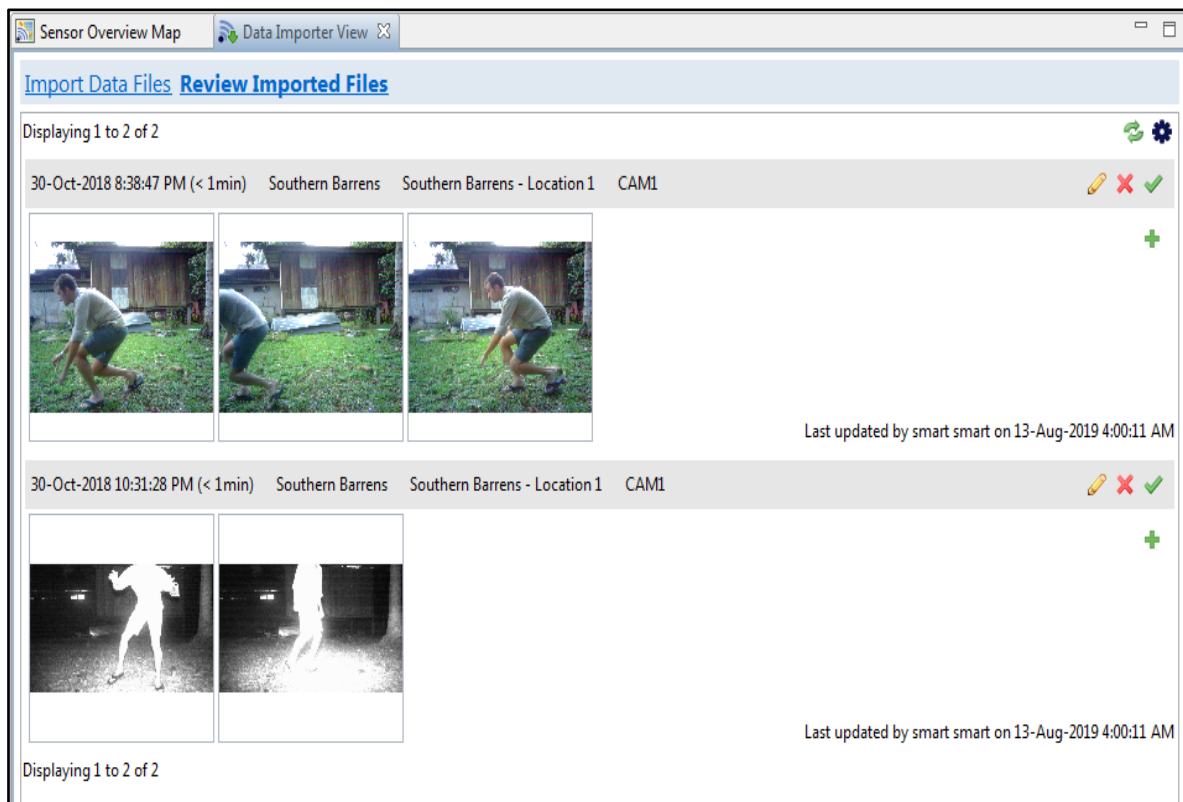 Sensor Overview Map Data Importer View
Import Data Files Review Imported Files
Displaying 1 to 2 of 2
30-Oct-2018 8:38:47 PM (< 1min) Southern Barrens Southern Barrens - Location 1 CAM1
Last updated by smart smart on 13-Aug-2019 4:00:11 AM
30-Oct-2018 10:31:28 PM (< 1min) Southern Barrens Southern Barrens - Location 1 CAM1
Last updated by smart smart on 13-Aug-2019 4:00:11 AM
Displaying 1 to 2 of 2